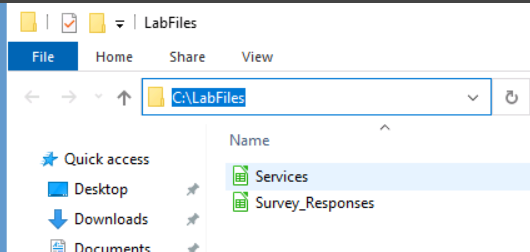 LabFiles
File Home Share View
C:\LabFiles
Name
Quick access
Services
Desktop
Survey_Responses
Downloads
Documents